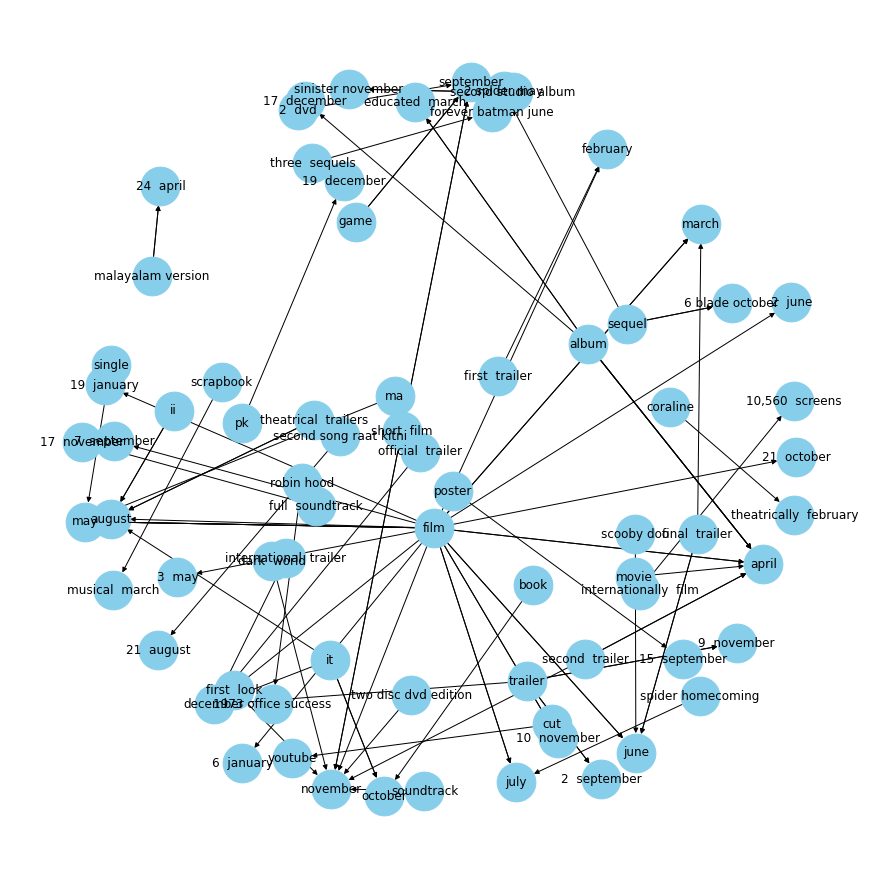 september
sinister november
2 spider may
second studio album
17  december
educated  march
2  dvd
forever batman june
february
three  sequels
19  december
24  april
game
march
malayalam version
6 blade october
2  june
sequel
album
single
first  trailer
19  january
scrapbook
ma
10,560  screens
ii
coraline
theatrical  trailers
pk
short  film
second song raat kithi
17  november
7  september
official  trailer
21  october
robin hood
poster
full  soundtrack
theatrically  february
may
august
film
scooby doo
final  trailer
international  trailer
dark  world
april
3  may
movie
book
musical  march
internationally  film
9  november
21  august
it
second  trailer
15  september
trailer
first  look
two disc dvd edition
spider homecoming
december
1973
office success
cut
10  november
june
youtube
6  january
2  september
july
november
october
soundtrack